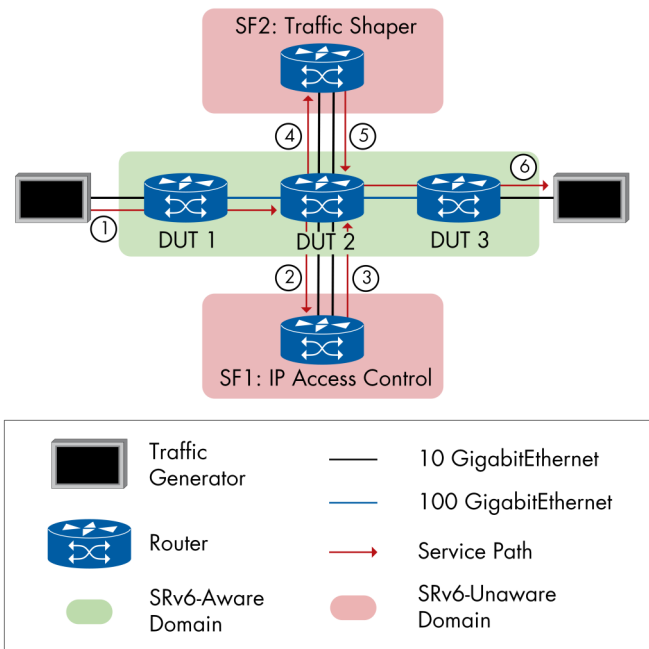 SF2: Traffic Shaper
4
5
6
DUT 1
DUT 2
DUT 3
1
2
3
SF1: IP Access Control
Traffic
Generator
10 GigabitEthernet
100 GigabitEthernet
Router
Service Path
SRv6-Aware
Domain
SRv6-Unaware
Domain